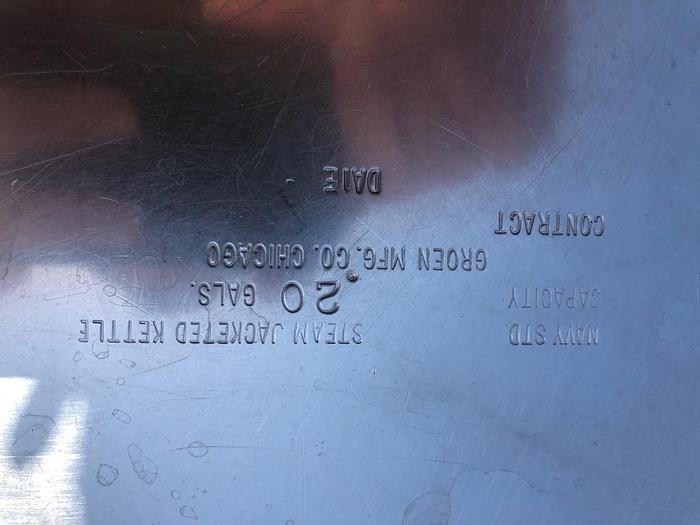 NAVY STD. STEAM JACKETED KETTLE
CAPACITY 20 GALS.
GROEN MFG. CO. CHICAGO
CONTRACT
DATE